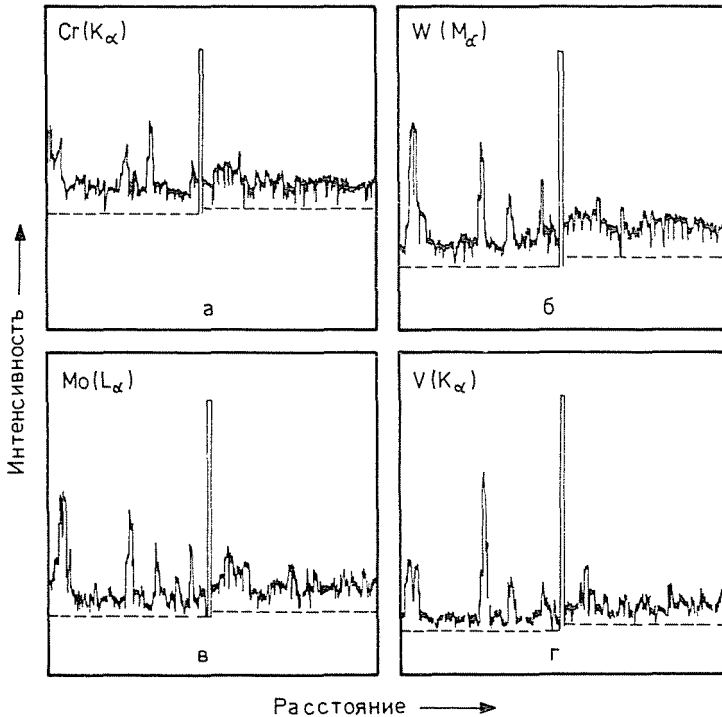 Cr(Kα)
W (Mα)
а
б
Mo(Lα)
V(Kα)
в
г
Интенсивность
Расстояние